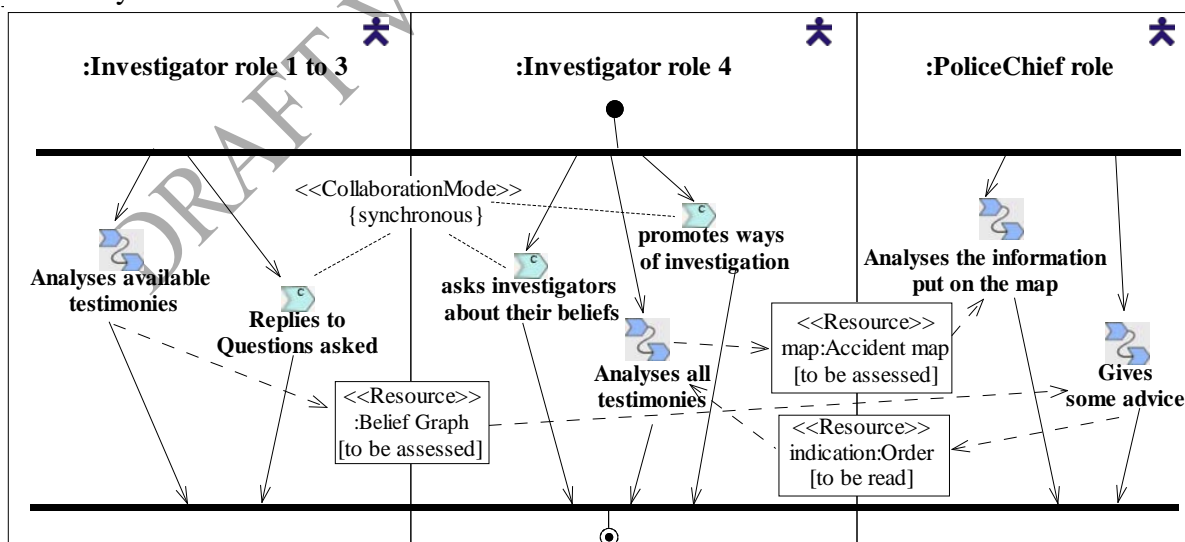 :Investigator role 1 to 3
:Investigator role 4
:PoliceChief role
DRAFT
<<CollaborationMode>>
{synchronous}
Analyses available
testimonies
Replies to
Questions asked
asks investigators
about their beliefs
promotes ways
of investigation
Analyses all
testimonies
Analyses the information
put on the map
Gives
some advice
<<Resource>>
map:Accident map
[to be assessed]
<<Resource>>
:Belief Graph
[to be assessed]
<<Resource>>
indication:Order
[to be read]
C
C
C